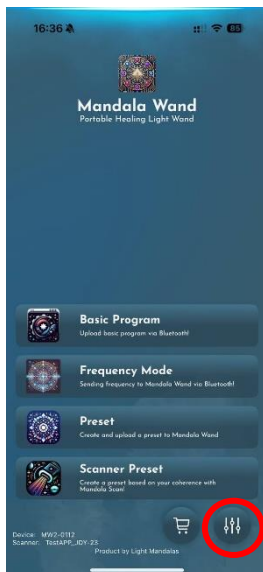 16:36
85
Mandala Wand
Portable Healing Light Wand
Basic Program
Upload basic program via Bluetooth!
Frequency Mode
Sending frequency to Mandala Wand via Bluetooth!
Preset
Create and upload a preset to Mandala Wand
Scanner Preset
Create a preset based on your coherence with
Mandala Scan!
Device: MW2-0112
Scanner: TestAPP_JDY-23
Product by Light Mandalas